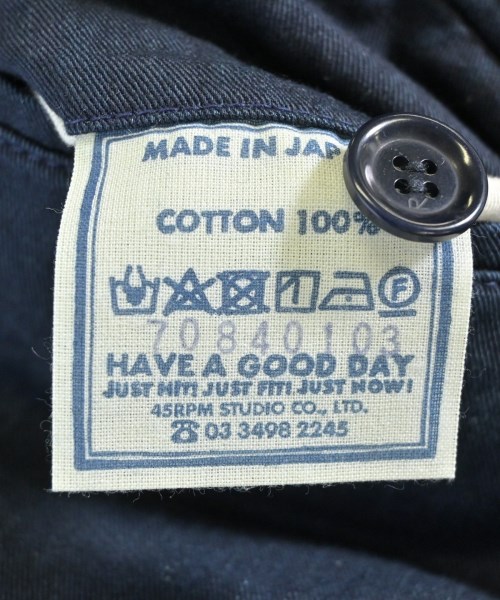 MADE IN JAP
COTTON 100%
F
70840103
HAVE A GOOD DAY
JUST HIT! JUST FIT! JUST NOW!
45RPM STUDIO CO., LTD.
☎ 03 3498 2245